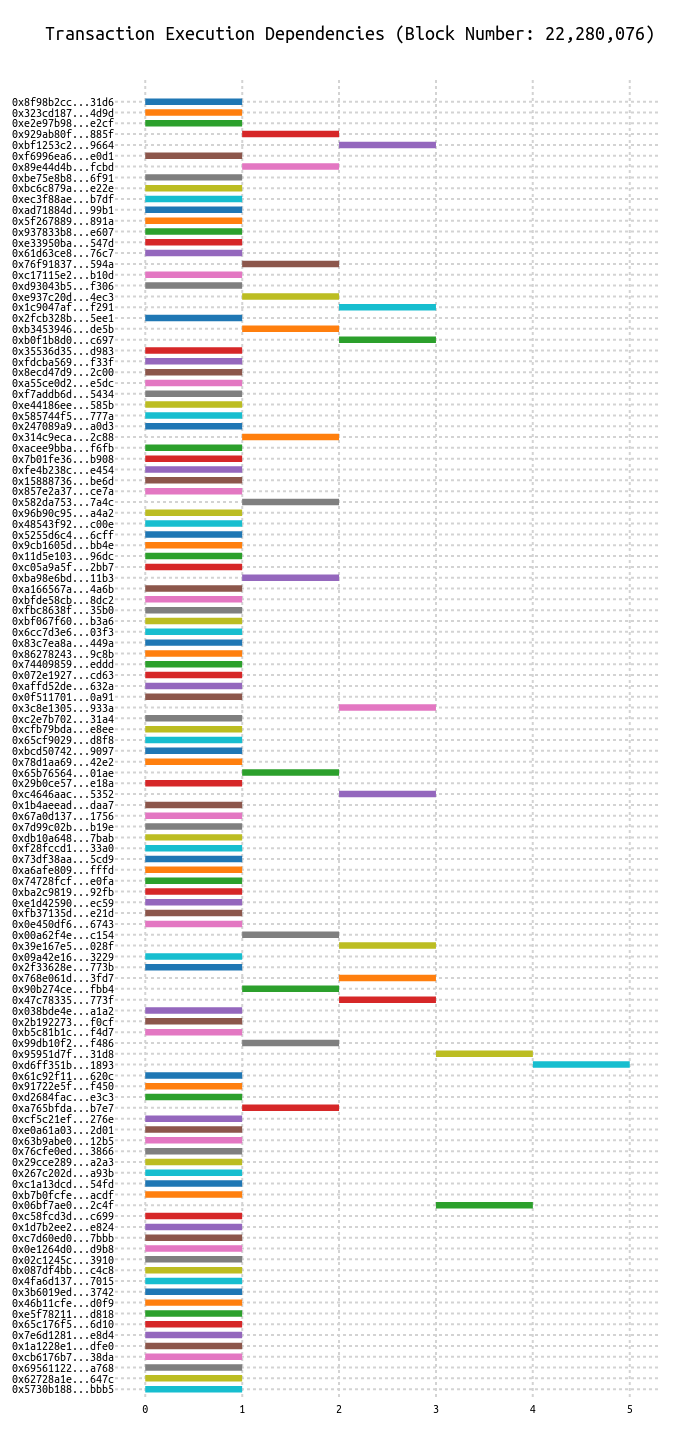 Transaction Execution Dependencies (Block Number: 22,280,076)
0x8f98b2cc...31d6
0x323cd187...4d9d
0xe2e97b98...e2cf
0x929ab80f...885f
0xbf1253c2...9664
0xf6996ea6...e0d1
0x89e44d4b...fcbd
0xbe75e8b8...6f91
0xbc6c879a...e22e
0xec3f88ae...b7df
0xad71884d...99b1
0x5f267889...891a
0x937833b8...e607
0xe33950ba...547d
0x61d63ce8...76c7
0x76f91837...594a
0xc17115e2...b10d
0xd93043b5...f306
0xe937c20d...4ec3
0x1c9047af...f291
0x2fcb328b...5ee1
0xb3453946...de5b
0xb0f1b8d0...c697
0x35536d35...d983
0xfdcba569...f33f
0x8ecd47d9...2c00
0xa55ce0d2...e5dc
0xf7addb6d...5434
0xe44186ee...585b
0x585744f5...777a
0x247089a9...a0d3
0x314c9eca...2c88
0xacee9bba...f6fb
0x7b01fe36...b908
0xfe4b238c...e454
0x15888736...be6d
0x857e2a37...ce7a
0x582da753...7a4c
0x96b90c95...a4a2
0x48543f92...c00e
0x5255d6c4...6cff
0x9cb1605d...bb4e
0x11d5e103...96dc
0xc05a9a5f...2bb7
0xba98e6bd...11b3
0xa166567a...4a6b
0xbfde58cb...8dc2
0xfbc8638f...35b0
0xbf067f60...b3a6
0x6cc7d3e6...03f3
0x83c7ea8a...449a
0x86278243...9c8b
0x74409859...eddd
0x072e1927...cd63
0xaffd52de...632a
0x0f511701...0a91
0x3c8e1305...933a
0xc2e7b702...31a4
0xcfb79bda...e8ee
0x65cf9029...d8f8
0xbcd50742...9097
0x78d1aa69...42e2
0x65b76564...01ae
0x29b0ce57...e18a
0xc4646aac...5352
0x1b4aeead...daa7
0x67a0d137...1756
0x7d99c02b...b19e
0xdb10a648...7bab
0xf28fccd1...33a0
0x73df38aa...5cd9
0xa6afe809...fffd
0x74728fcf...e0fa
0xba2c9819...92fb
0xe1d42590...ec59
0xfb37135d...e21d
0x0e450df6...6743
0x00a62f4e...c154
0x39e167e5...028f
0x09a42e16...3229
0x2f33628e...773b
0x768e061d...3fd7
0x90b274ce...fbb4
0x47c78335...773f
0x038bde4e...a1a2
0x2b192273...f0cf
0xb5c81b1c...f4d7
0x99db10f2...f486
0x95951d7f...31d8
0xd6ff351b...1893
0x61c92f11...620c
0x91722e5f...f450
0xd2684fac...e3c3
0xa765bfda...b7e7
0xcf5c21ef...276e
0xe0a61a03...2d01
0x63b9abe0...12b5
0x76cfe0ed...3866
0x29cce289...a2a3
0x267c202d...a93b
0xc1a13dcd...54fd
0xb7b0fcfe...acdf
0x06bf7ae0...2c4f
0xc58fcd3d...c699
0x1d7b2ee2...e824
0xc7d60ed0...7bbb
0x0e1264d0...d9b8
0x02c1245c...3910
0x087df4bb...c4c8
0x4fa6d137...7015
0x3b6019ed...3742
0x46b11cfe...d0f9
0xe5f78211...d818
0x65c176f5...6d10
0x7e6d1281...e8d4
0x1a1228e1...dfe0
0xcb6176b7...38da
0x69561122...a768
0x62728a1e...647c
0x5730b188...bbb5
0 1 2 3 4 5